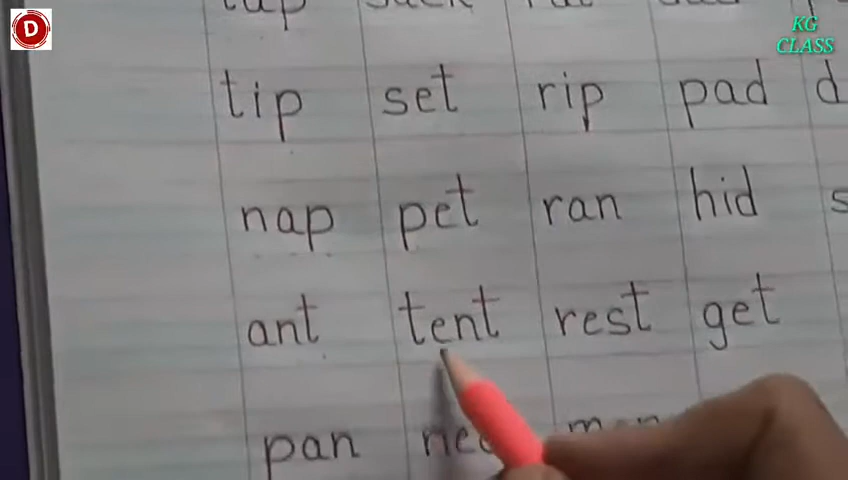 D
KG
CLASS
tip set rip pad d
nap pet ran hid s
ant tent rest get
pan